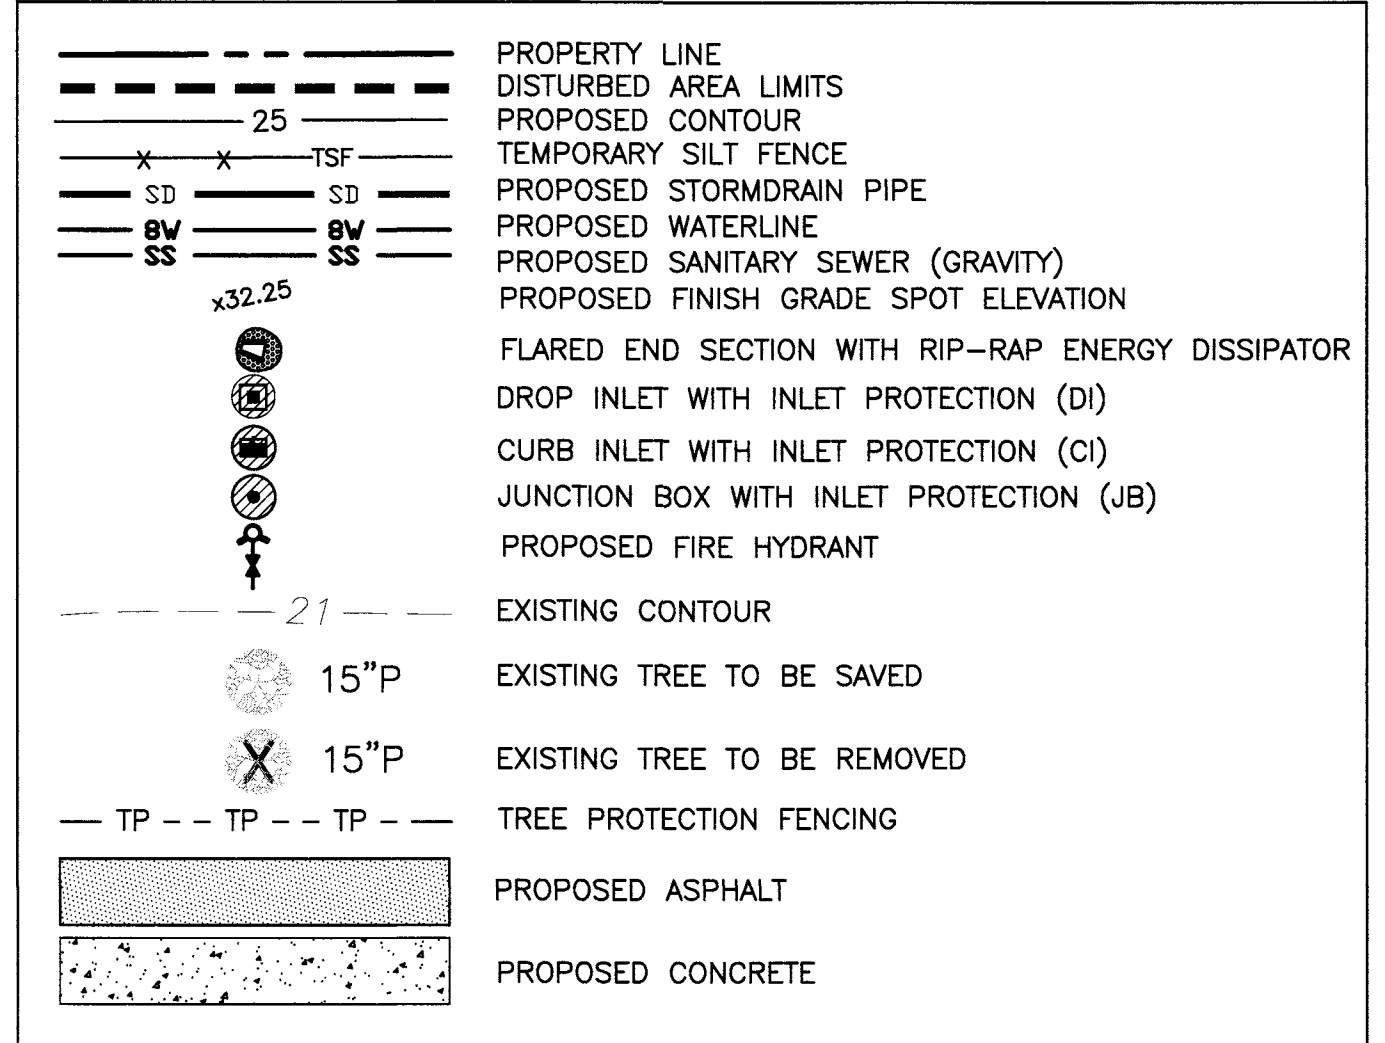 PROPERTY LINE
DISTURBED AREA LIMITS
25 PROPOSED CONTOUR
X X TSF TEMPORARY SILT FENCE
SD SD PROPOSED STORMDRAIN PIPE
8W 8W PROPOSED WATERLINE
SS SS PROPOSED SANITARY SEWER (GRAVITY)
x32.25 PROPOSED FINISH GRADE SPOT ELEVATION
FLARED END SECTION WITH RIP-RAP ENERGY DISSIPATOR
DROP INLET WITH INLET PROTECTION (DI)
CURB INLET WITH INLET PROTECTION (CI)
JUNCTION BOX WITH INLET PROTECTION (JB)
PROPOSED FIRE HYDRANT
21 EXISTING CONTOUR
15"P EXISTING TREE TO BE SAVED
X 15"P EXISTING TREE TO BE REMOVED
TP TP TP TREE PROTECTION FENCING
PROPOSED ASPHALT
PROPOSED CONCRETE